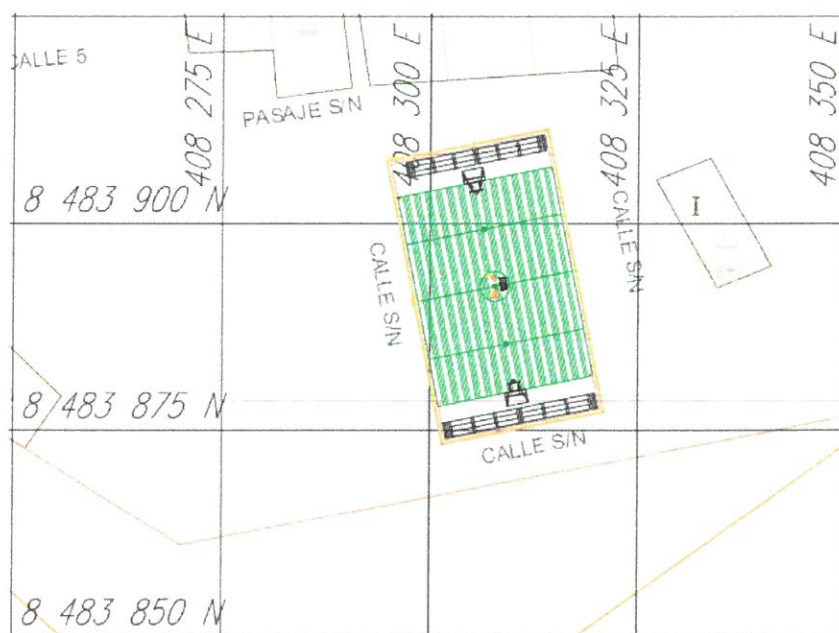 CALLE 5
PASAJE S/N
408 275 E
408 300 E
408 325 E
408 350 E
8 483 900 N
I
CALLE S/N
CALLE S/N
8 483 875 N
CALLE S/N
8 483 850 N